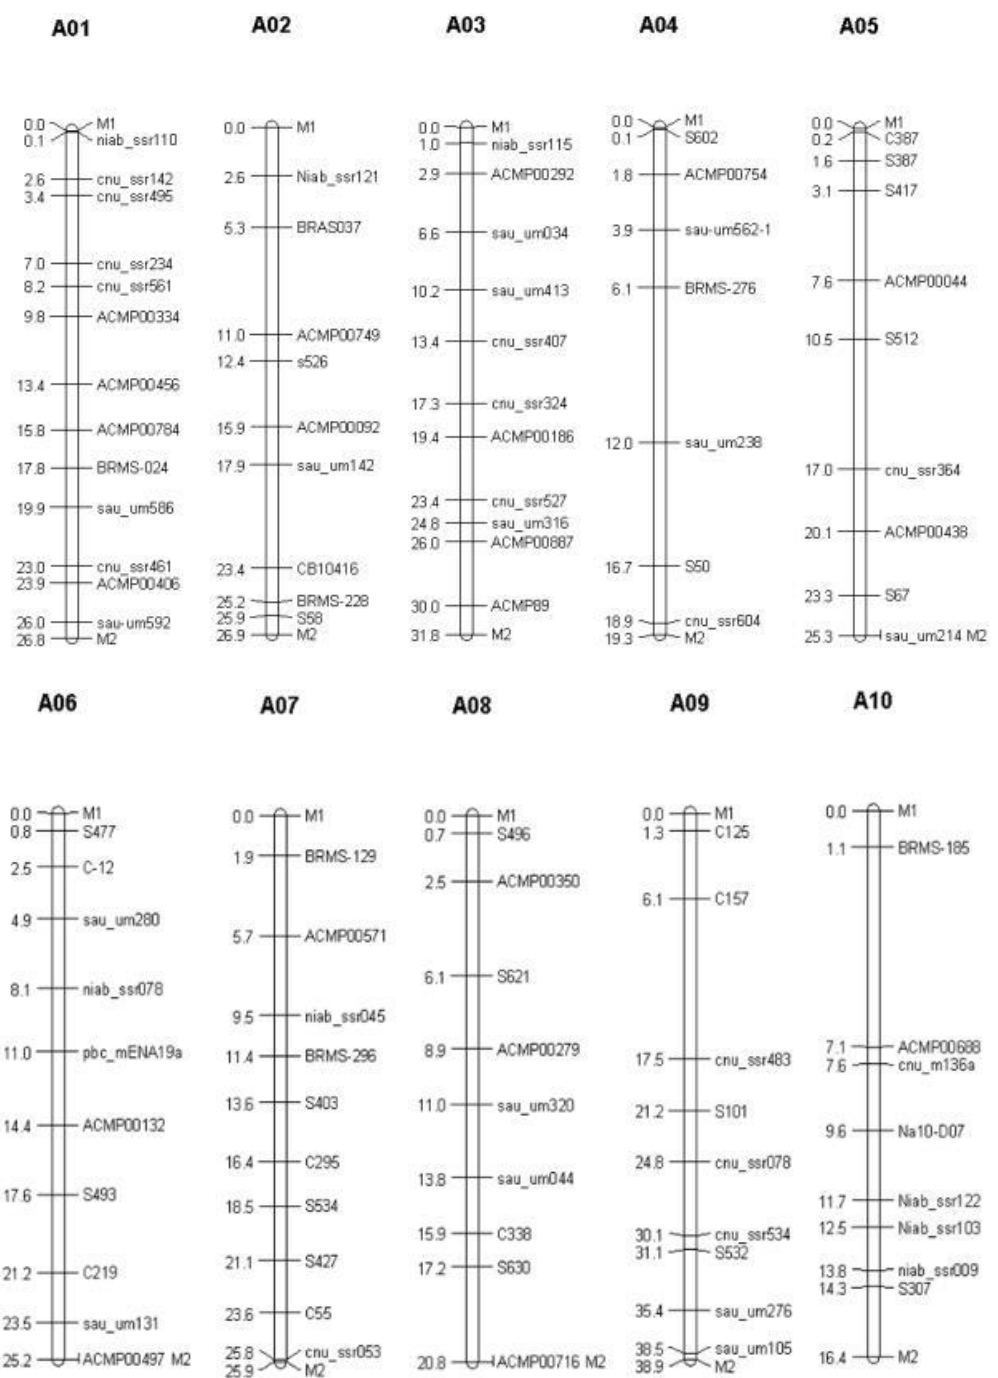 A01
0.0 M1
0.1 niab_ssr110
2.6 cnu_ssr142
3.4 cnu_ssr495
7.0 cnu_ssr234
8.2 cnu_ssr561
9.8 ACMP00334
13.4 ACMP00456
15.8 ACMP00784
17.8 BRMS-024
19.9 sau_um586
23.0 cnu_ssr461
23.9 ACMP00406
26.0 sau-um592
26.8 M2
A02
0.0 M1
2.6 Niab_ssr121
5.3 BRAS037
11.0 ACMP00749
12.4 s526
15.9 ACMP00092
17.9 sau_um142
23.4 CB10416
25.2 BRMS-228
25.9 S58
26.9 M2
A03
0.0 M1
1.0 niab_ssr115
2.9 ACMP00292
6.6 sau_um034
10.2 sau_um413
13.4 cnu_ssr407
17.3 cnu_ssr324
19.4 ACMP00186
23.4 cnu_ssr527
24.8 sau_um316
26.0 ACMP00887
30.0 ACMP89
31.8 M2
A04
0.0 M1
0.1 S602
1.8 ACMP00754
3.9 sau-um562-1
6.1 BRMS-276
12.0 sau_um238
16.7 S50
18.9 cnu_ssr604
19.3 M2
A05
0.0 M1
0.2 C387
1.6 S387
3.1 S417
7.6 ACMP00044
10.5 S512
17.0 cnu_ssr364
20.1 ACMP00438
23.3 S67
25.3 sau_um214 M2
A06
0.0 M1
0.8 S477
2.5 C-12
4.9 sau_um280
8.1 niab_ssr078
11.0 pbc_mENA19a
14.4 ACMP00132
17.6 S493
21.2 C219
23.5 sau_um131
25.2 ACMP00497 M2
A07
0.0 M1
1.9 BRMS-129
5.7 ACMP00571
9.5 niab_ssr045
11.4 BRMS-296
13.6 S403
16.4 C295
18.5 S534
21.1 S427
23.6 C55
25.8 cnu_ssr053
25.9 M2
A08
0.0 M1
0.7 S496
2.5 ACMP00350
6.1 S621
8.9 ACMP00279
11.0 sau_um320
13.8 sau_um044
15.9 C338
17.2 S630
20.8 ACMP00716 M2
A09
0.0 M1
1.3 C125
6.1 C157
17.5 cnu_ssr483
21.2 S101
24.8 cnu_ssr078
30.1 cnu_ssr534
31.1 S532
35.4 sau_um276
38.5 sau_um105
38.9 M2
A10
0.0 M1
1.1 BRMS-185
7.1 ACMP00688
7.6 cnu_m136a
9.6 Na10-D07
11.7 Niab_ssr122
12.5 Niab_ssr103
13.8 niab_ssr009
14.3 S307
16.4 M2